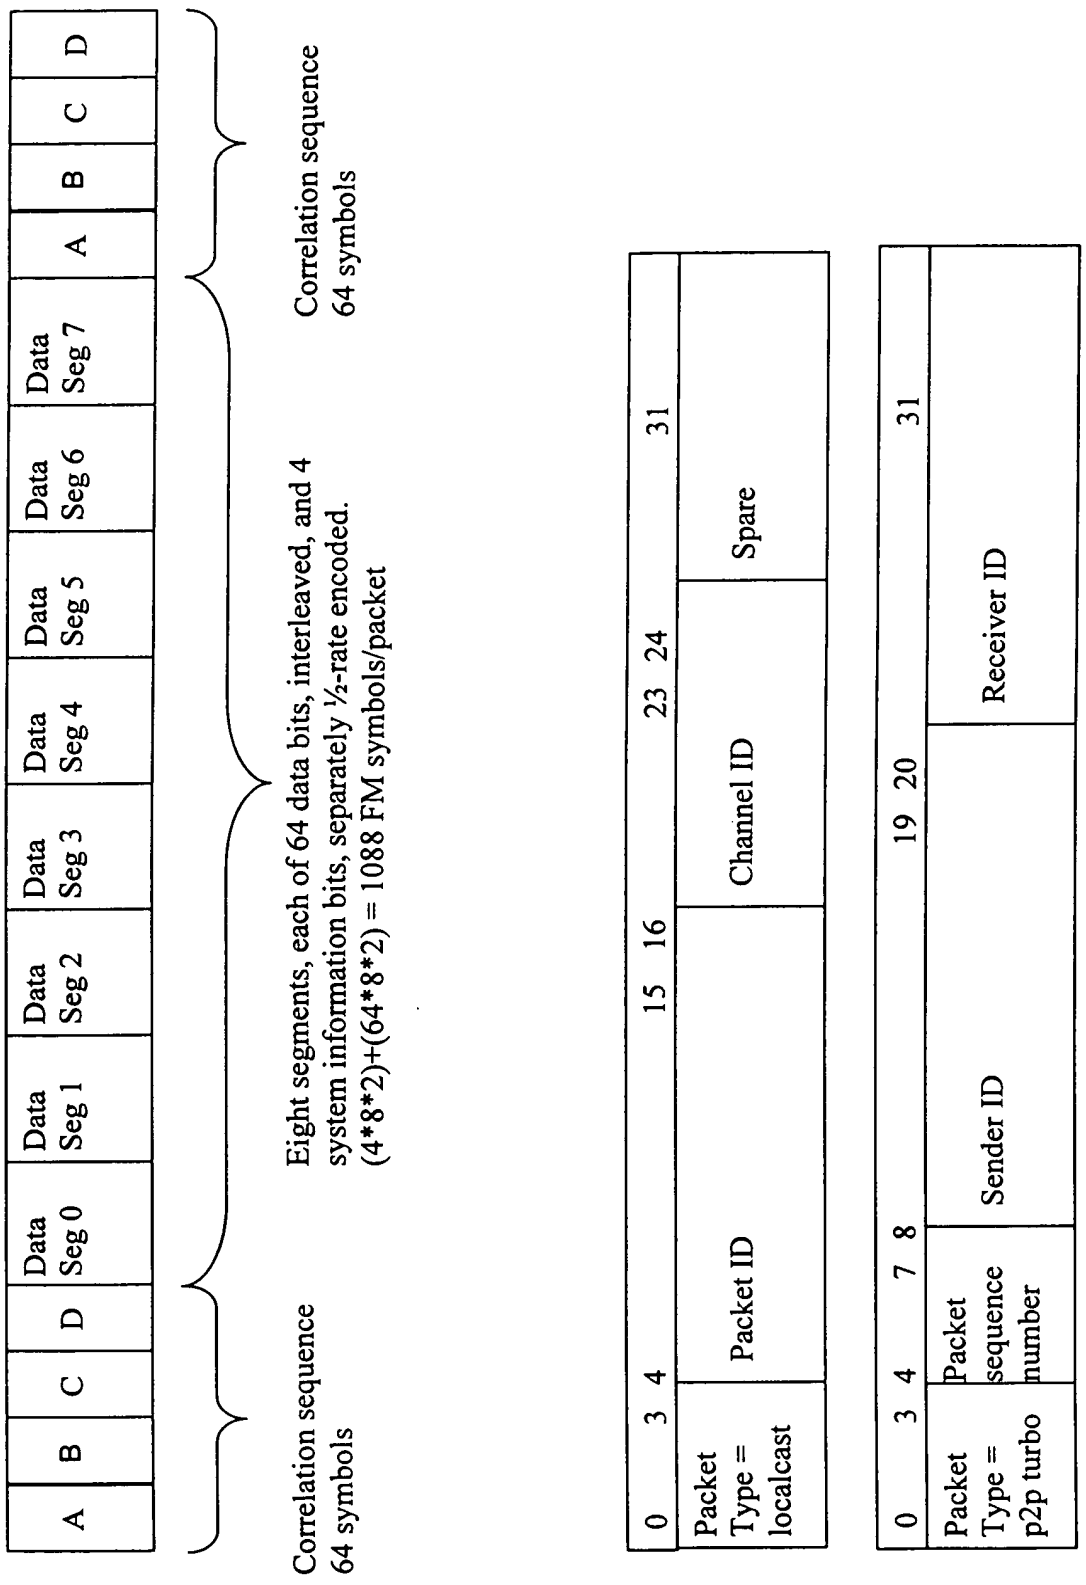 A B C D Data Seg 0 Data Seg 1 Data Seg 2 Data Seg 3 Data Seg 4 Data Seg 5 Data Seg 6 Data Seg 7 A B C D
Correlation sequence
64 symbols
Eight segments, each of 64 data bits, interleaved, and 4
system information bits, separately ½-rate encoded.
(4*8*2)+(64*8*2) = 1088 FM symbols/packet
Correlation sequence
64 symbols
0 3 4 15 16 23 24 31
Packet
Type =
localcast
Packet ID
Channel ID
Spare
0 3 4 7 8 19 20 31
Packet
Type =
p2p turbo
Packet
sequence
number
Sender ID
Receiver ID